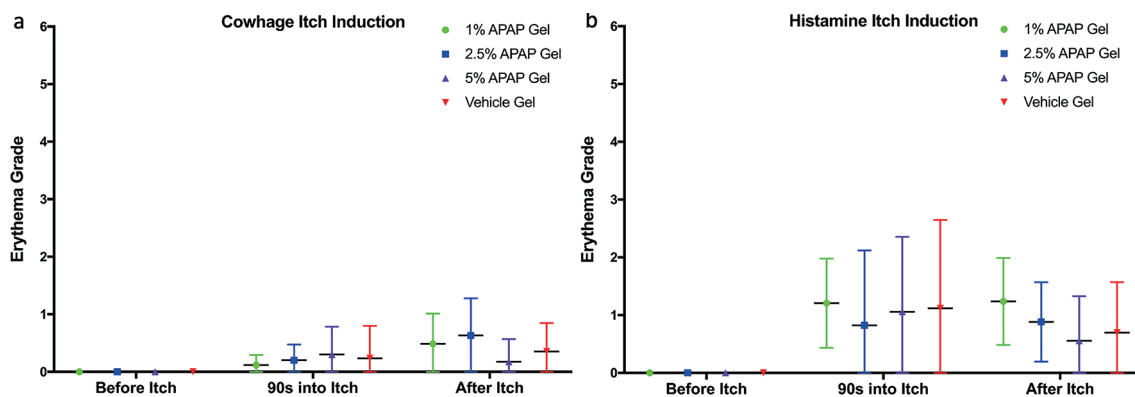 a
Cowhage Itch Induction
6
5
4
3
2
1
0
Erythema Grade
1% APAP Gel
2.5% APAP Gel
5% APAP Gel
Vehicle Gel
Before Itch
90s into Itch
After Itch
b
Histamine Itch Induction
6
5
4
3
2
1
0
Erythema Grade
1% APAP Gel
2.5% APAP Gel
5% APAP Gel
Vehicle Gel
Before Itch
90s into Itch
After Itch